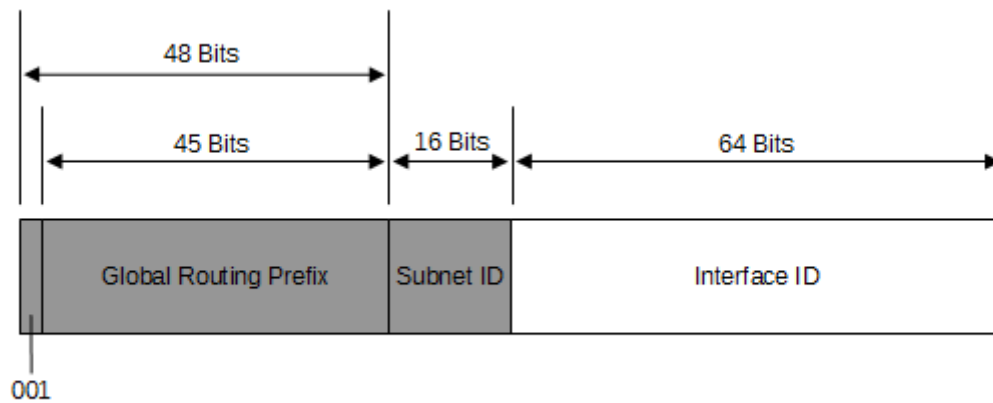 48 Bits
45 Bits
16 Bits
64 Bits
Global Routing Prefix
Subnet ID
Interface ID
001